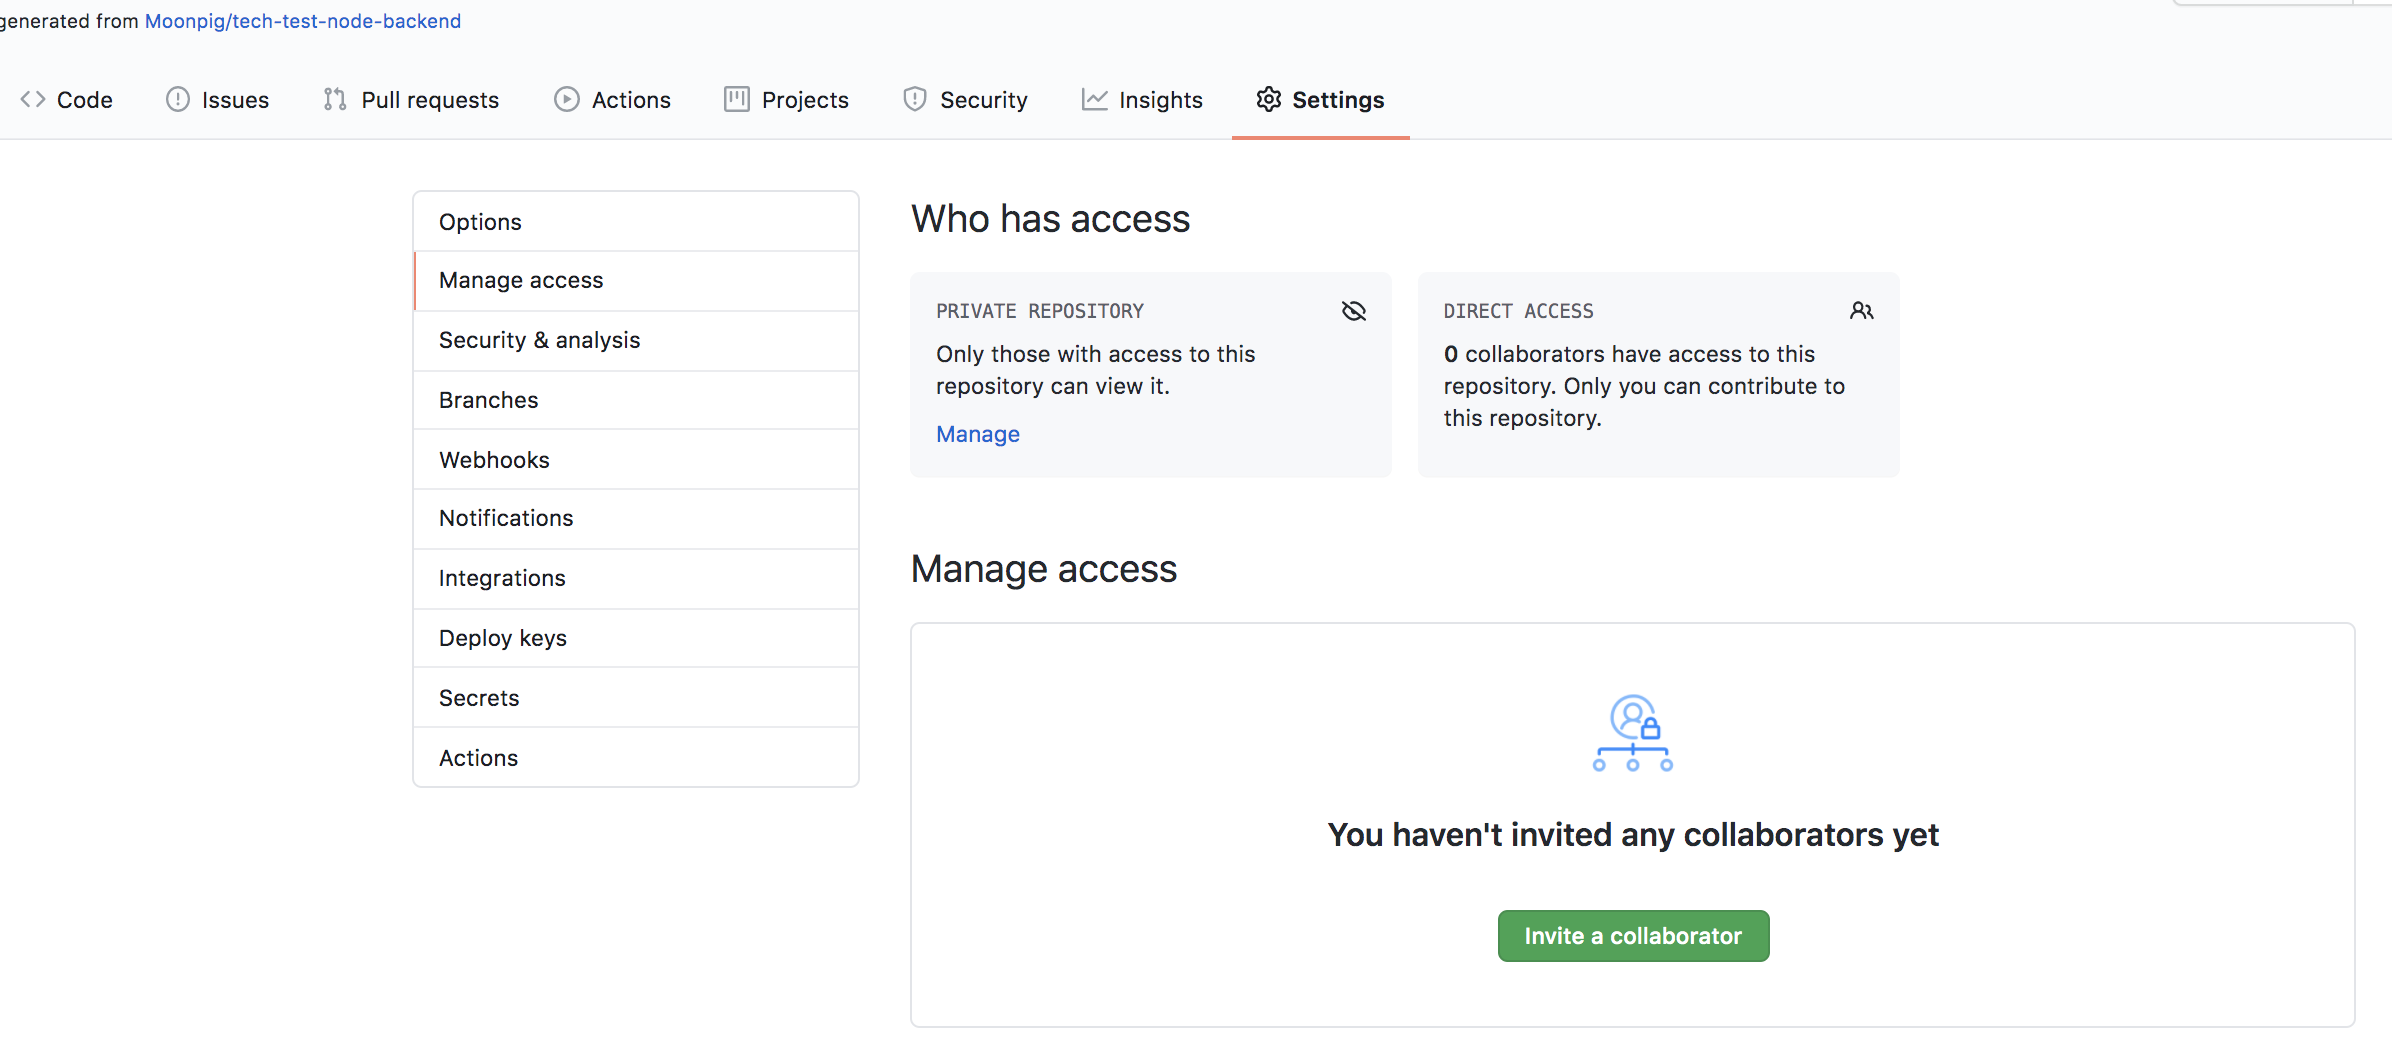 generated from Moonpig/tech-test-node-backend
Code
Issues
Pull requests
Actions
Projects
Security
Insights
Settings
Options
Manage access
Security & analysis
Branches
Webhooks
Notifications
Integrations
Deploy keys
Secrets
Actions
Who has access
PRIVATE REPOSITORY
Only those with access to this
repository can view it.
Manage
DIRECT ACCESS
0 collaborators have access to this
repository. Only you can contribute to
this repository.
Manage access
You haven't invited any collaborators yet
Invite a collaborator